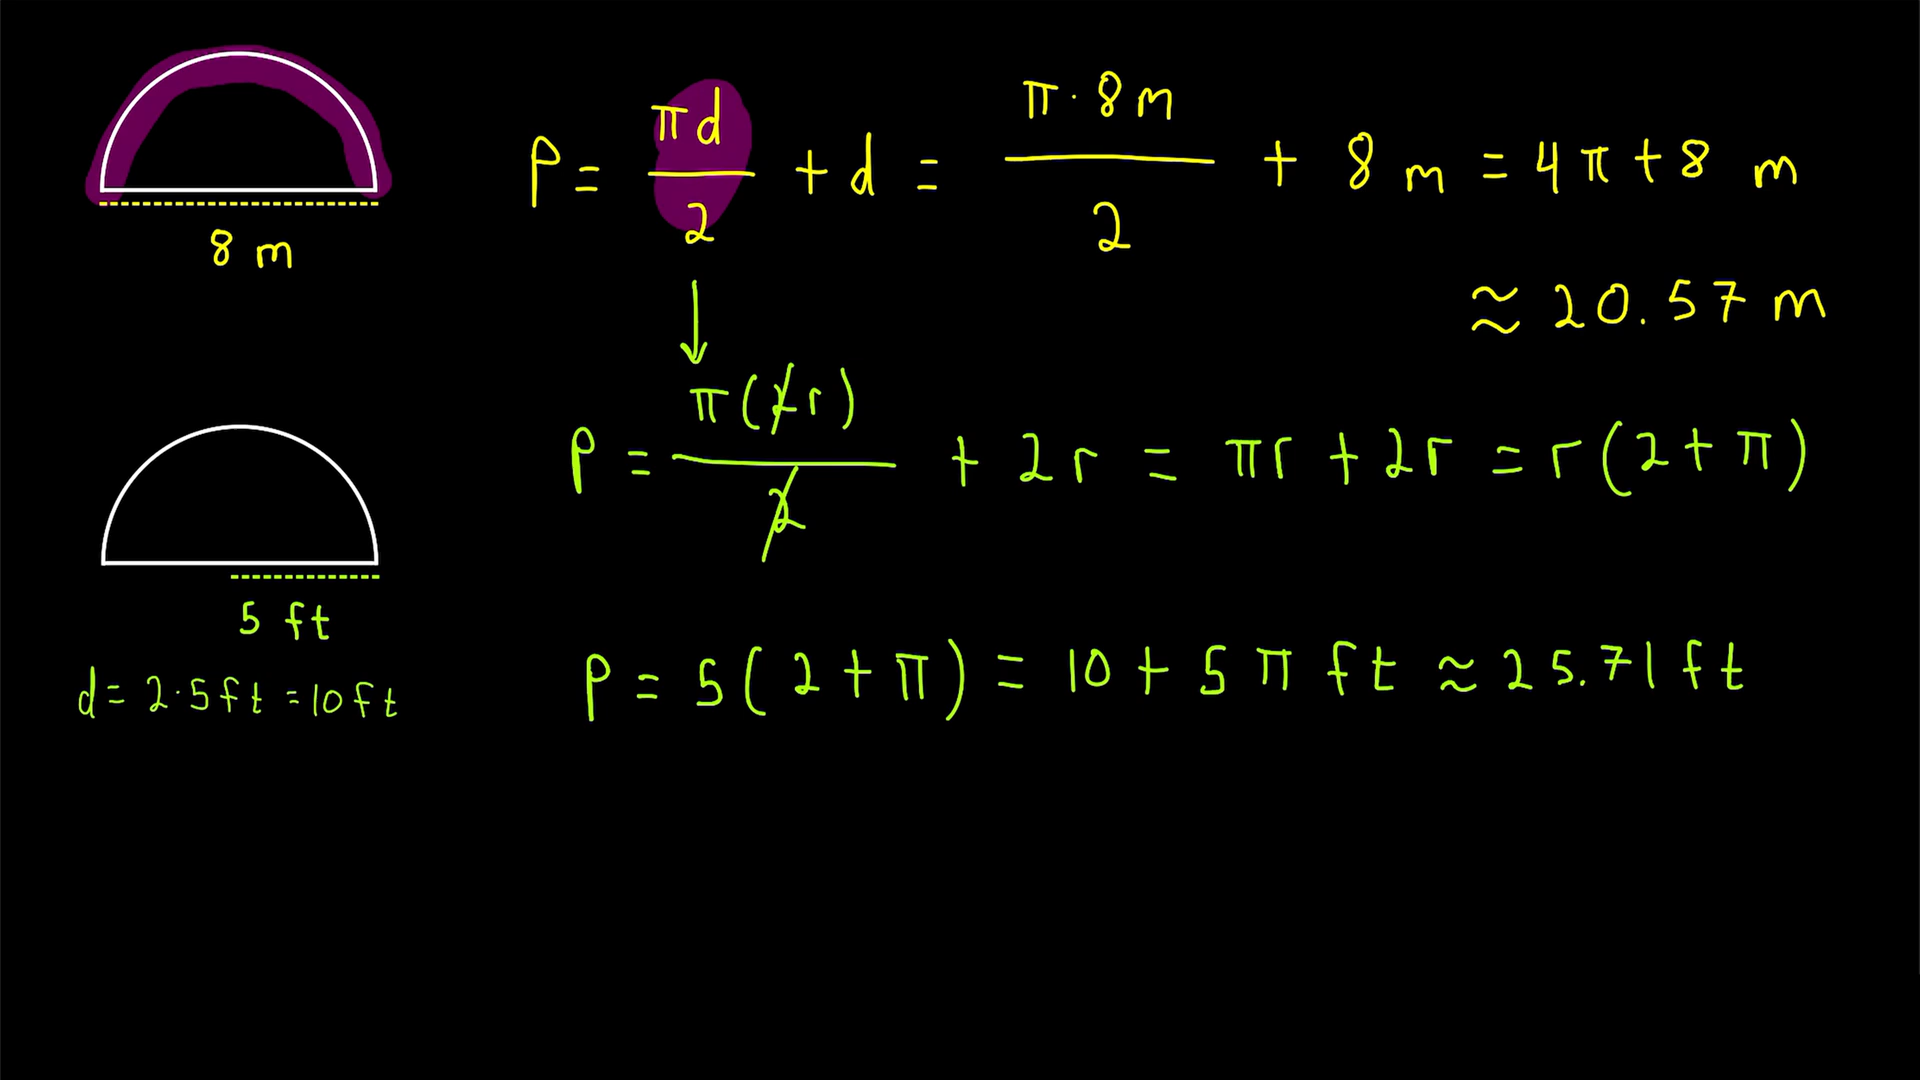 P = πd/2 + d = π·8m/2 + 8 m = 4π + 8 m
8 m
≈ 20.57 m
P = π(2r)/2 + 2r = πr + 2r = r(2 + π)
5 ft
d = 2·5ft = 10ft
P = 5(2 + π) = 10 + 5π ft ≈ 25.71 ft